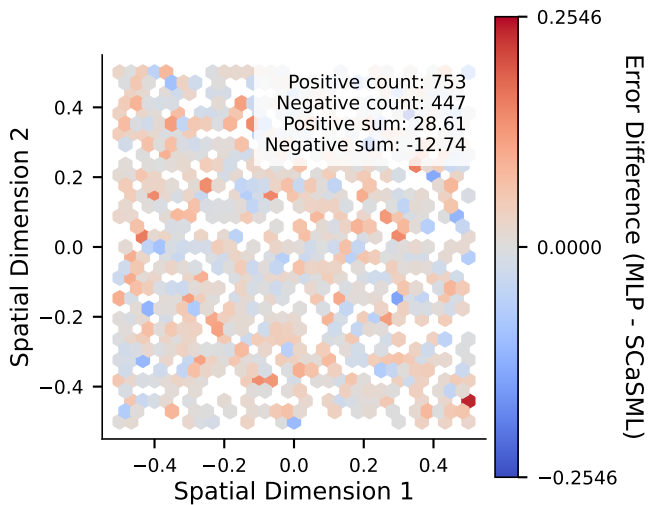 Positive count: 753
Negative count: 447
Positive sum: 28.61
Negative sum: -12.74
0.4
0.2
0.0
−0.2
−0.4
Spatial Dimension 2
−0.4
−0.2
0.0
0.2
0.4
Spatial Dimension 1
0.2546
0.0000
−0.2546
Error Difference (MLP - SCaSML)